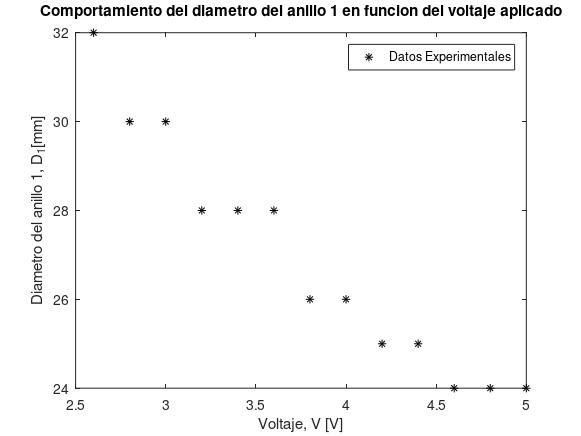 Comportamiento del diametro del anillo 1 en funcion del voltaje aplicado
Datos Experimentales
Diametro del anillo 1, D₁[mm]
32
30
28
26
24
2.5 3 3.5 4 4.5 5
Voltaje, V [V]